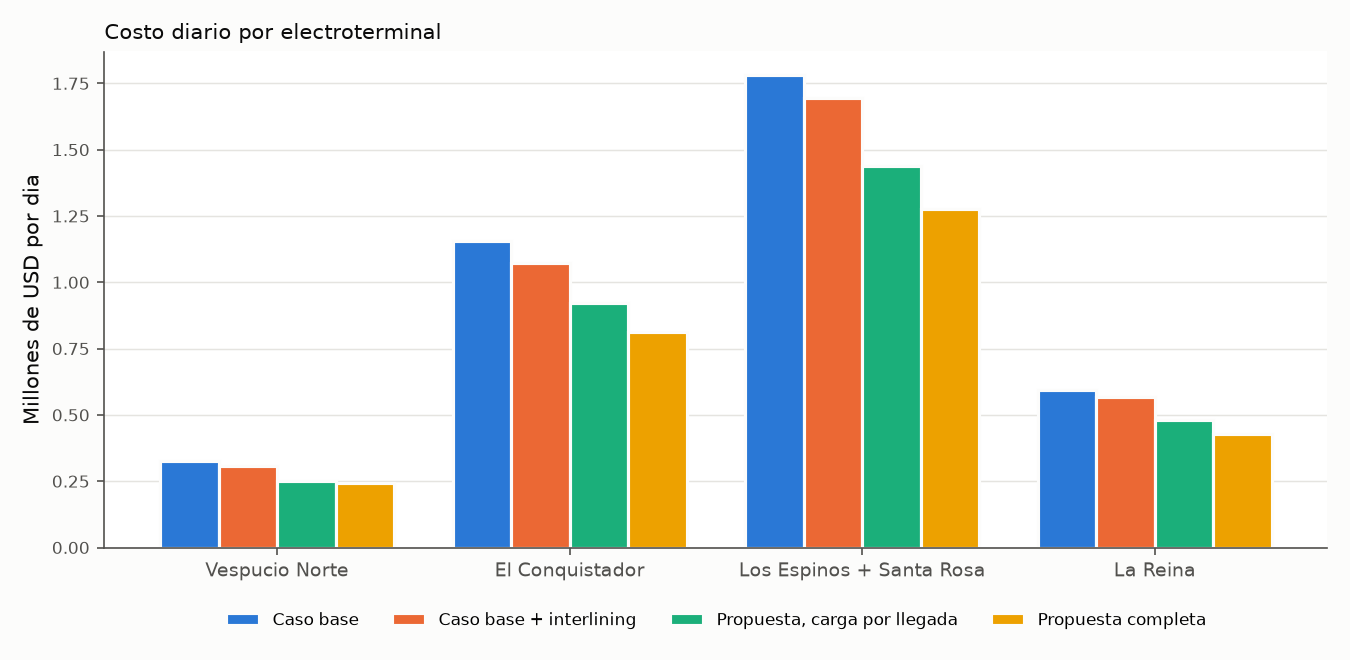 Costo diario por electroterminal
Millones de USD por dia
1.75
1.50
1.25
1.00
0.75
0.50
0.25
0.00
Vespucio Norte
El Conquistador
Los Espinos + Santa Rosa
La Reina
Caso base
Caso base + interlining
Propuesta, carga por llegada
Propuesta completa